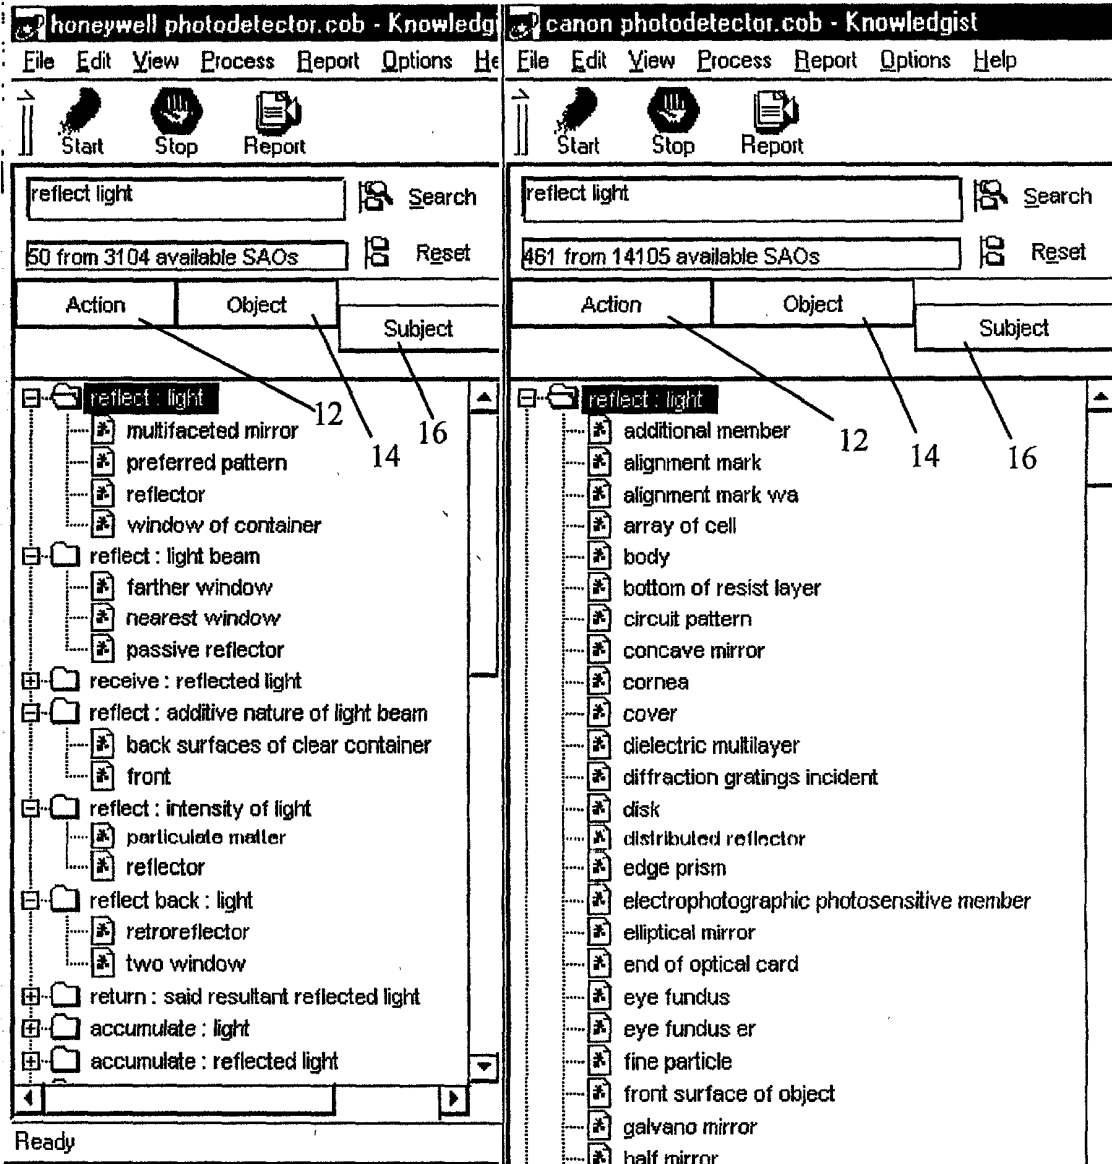 honeywell photodetector.cob - Knowledgi
File Edit View Process Report Options He
Start Stop Report
reflect light
Search
50 from 3104 available SAOs
Reset
Action Object
Subject
reflect : light
12
multifaceted mirror
16
preferred pattern
14
reflector
window of container
reflect : light beam
farther window
nearest window
passive reflector
receive : reflected light
reflect : additive nature of light beam
back surfaces of clear container
front
reflect : intensity of light
particulate matter
reflector
reflect back : light
retroreflector
two window
return : said resultant reflected light
accumulate : light
accumulate : reflected light
Ready
canon photodetector.cob - Knowledgist
File Edit View Process Report Options Help
Start Stop Report
reflect light
Search
461 from 14105 available SAOs
Reset
Action Object
Subject
reflect : light
additional member
12
alignment mark
14
16
alignment mark wa
array of cell
body
bottom of resist layer
circuit pattern
concave mirror
cornea
cover
dielectric multilayer
diffraction gratings incident
disk
distributed reflector
edge prism
electrophotographic photosensitive member
elliptical mirror
end of optical card
eye fundus
eye fundus er
fine particle
front surface of object
galvano mirror
half mirror